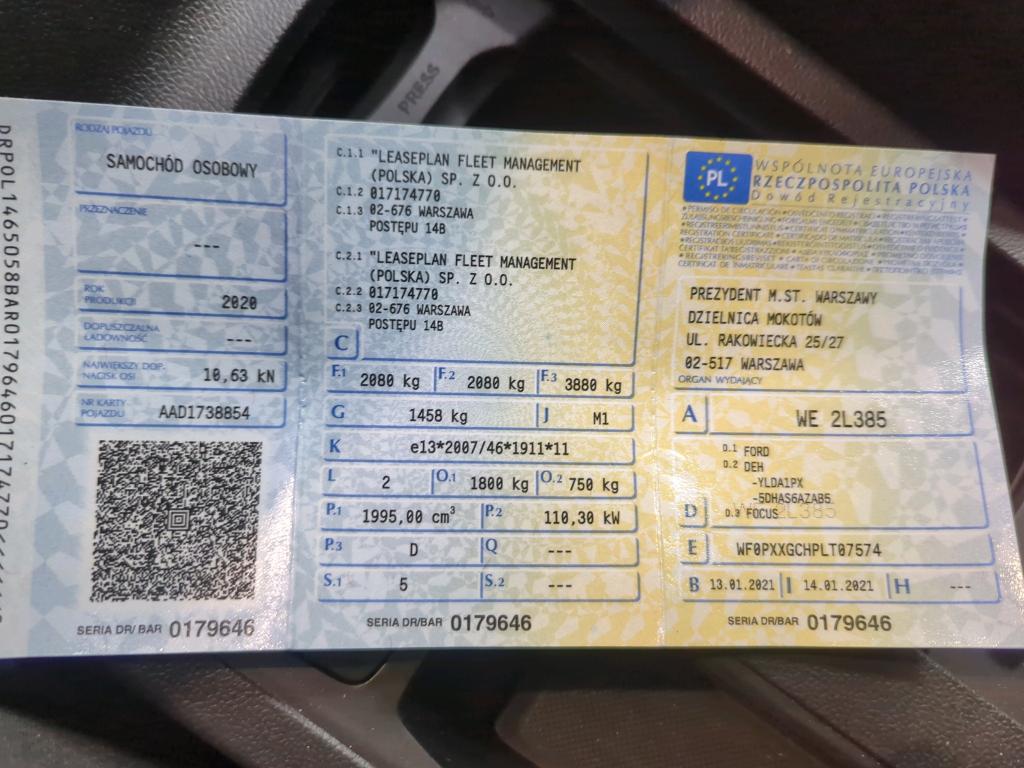 PRESS
DRPOL1465058BAR0179646017174770
RODZAJ POJAZDU
SAMOCHÓD OSOBOWY
PRZEZNACZENIE
---
ROK PRODUKCJI 2020
DOPUSZCZALNA ŁADOWNOŚĆ ---
NAJWIĘKSZY DOP. NACISK OSI 10,63 kN
NR KARTY POJAZDU AAD1738854
SERIA DR/BAR 0179646
C.1.1 "LEASEPLAN FLEET MANAGEMENT
(POLSKA) SP. Z O.O.
C.1.2 017174770
C.1.3 02-676 WARSZAWA
POSTĘPU 14B
C.2.1 "LEASEPLAN FLEET MANAGEMENT
(POLSKA) SP. Z O.O.
C.2.2 017174770
C.2.3 02-676 WARSZAWA
POSTĘPU 14B
C
F.1 2080 kg F.2 2080 kg F.3 3880 kg
G 1458 kg J M1
K e13*2007/46*1911*11
L 2 O.1 1800 kg O.2 750 kg
P.1 1995,00 cm³ P.2 110,30 kW
P.3 D Q ---
S.1 5 S.2 ---
SERIA DR/BAR 0179646
PL
WSPÓLNOTA EUROPEJSKA
RZECZPOSPOLITA POLSKA
Dowód Rejestracyjny
PREZYDENT M.ST. WARSZAWY
DZIELNICA MOKOTÓW
UL. RAKOWIECKA 25/27
02-517 WARSZAWA
ORGAN WYDAJĄCY
A WE 2L385
D.1 FORD
D.2 DEH
-YLDA1PX
-5DHAS6AZAB5
D D.3 FOCUS
E WF0PXXGCHPLT07574
B 13.01.2021 I 14.01.2021 H ---
SERIA DR/BAR 0179646